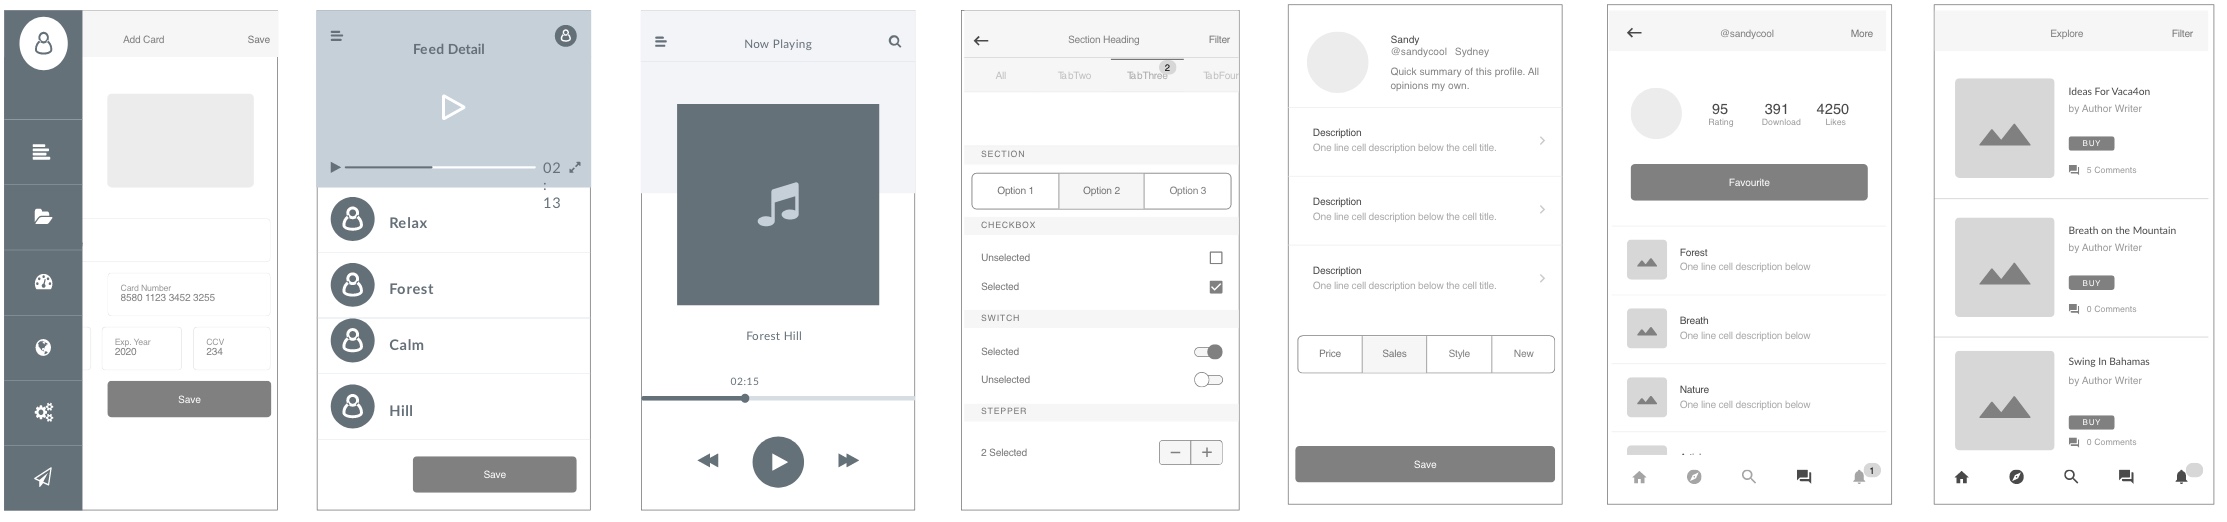 Add Card
Save
Card Number
8580 1123 3452 3255
Exp. Year
2020
CCV
234
Save
Feed Detail
02
:
13
Relax
Forest
Calm
Hill
Save
Now Playing
Forest Hill
02:15
Section Heading
Filter
All
TabTwo
TabThree
2
TabFour
SECTION
Option 1
Option 2
Option 3
CHECKBOX
Unselected
Selected
SWITCH
Selected
Unselected
STEPPER
2 Selected
Sandy
@sandycool Sydney
Quick summary of this profile. All
opinions my own.
Description
One line cell description below the cell title.
Description
One line cell description below the cell title.
Description
One line cell description below the cell title.
Price
Sales
Style
New
Save
@sandycool
More
95
Rating
391
Download
4250
Likes
Favourite
Forest
One line cell description below
Breath
One line cell description below
Nature
One line cell description below
1
Explore
Filter
Ideas For Vaca4on
by Author Writer
BUY
5 Comments
Breath on the Mountain
by Author Writer
BUY
0 Comments
Swing In Bahamas
by Author Writer
BUY
0 Comments